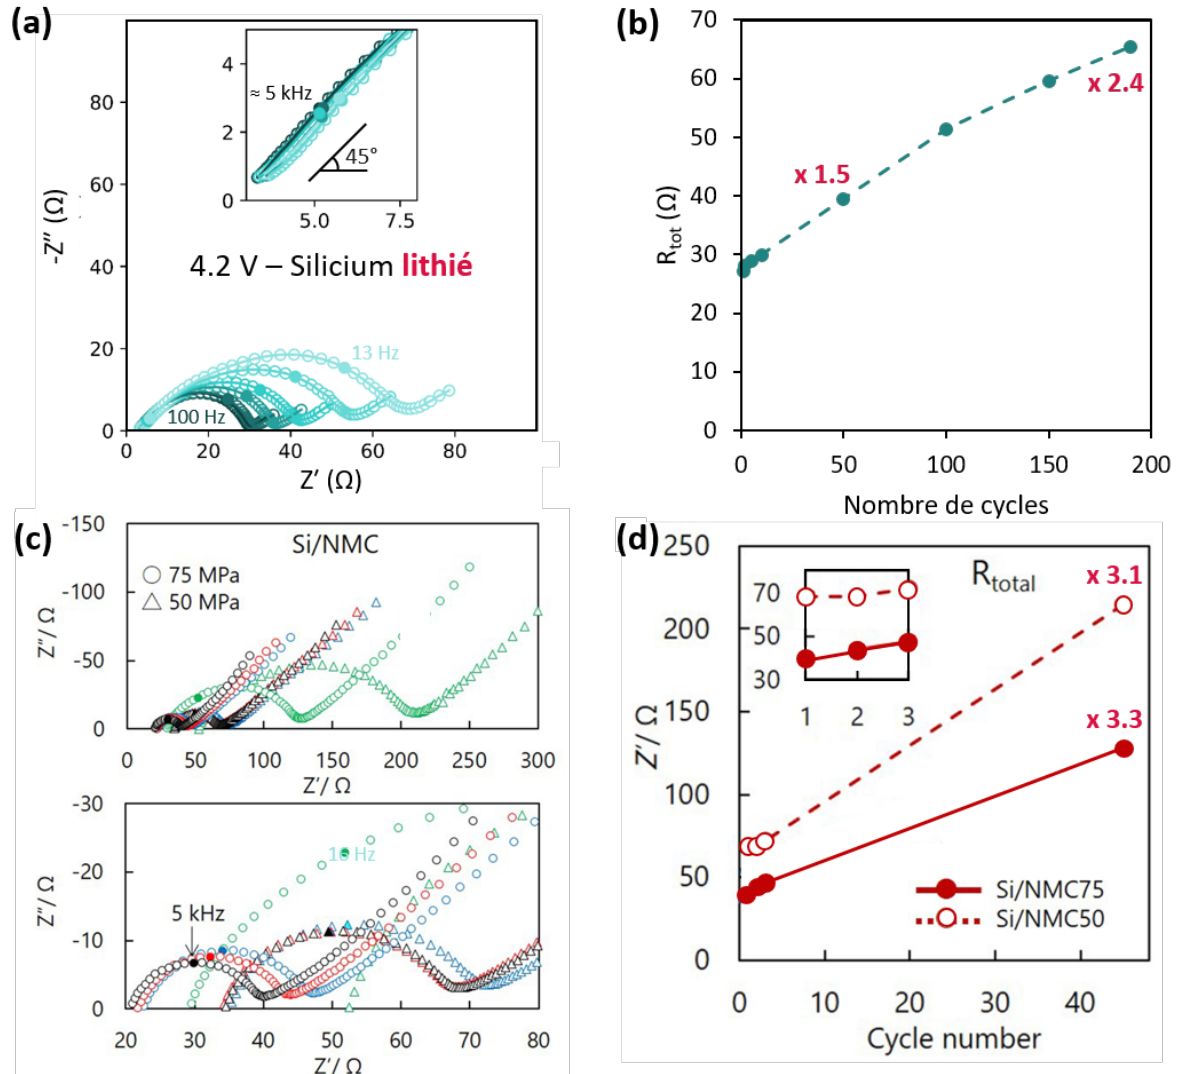 (a)
80
60
40
20
0
0
20
40
60
80
-Z″ (Ω)
Z′ (Ω)
4
2
0
5.0
7.5
≈ 5 kHz
45°
4.2 V – Silicium lithié
13 Hz
100 Hz
(b)
70
60
50
40
30
20
10
0
0
50
100
150
200
R_tot (Ω)
x 1.5
x 2.4
Nombre de cycles
(c)
Si/NMC
75 MPa
50 MPa
-150
-100
-50
0
0
50
100
150
200
250
300
Z″/ Ω
Z′/ Ω
-30
-20
-10
0
20
30
40
50
60
70
80
Z″/ Ω
Z′/ Ω
5 kHz
Hz
(d)
250
200
150
100
50
0
0
10
20
30
40
Z′/ Ω
Cycle number
R_total
x 3.1
x 3.3
70
50
30
1
2
3
Si/NMC75
Si/NMC50